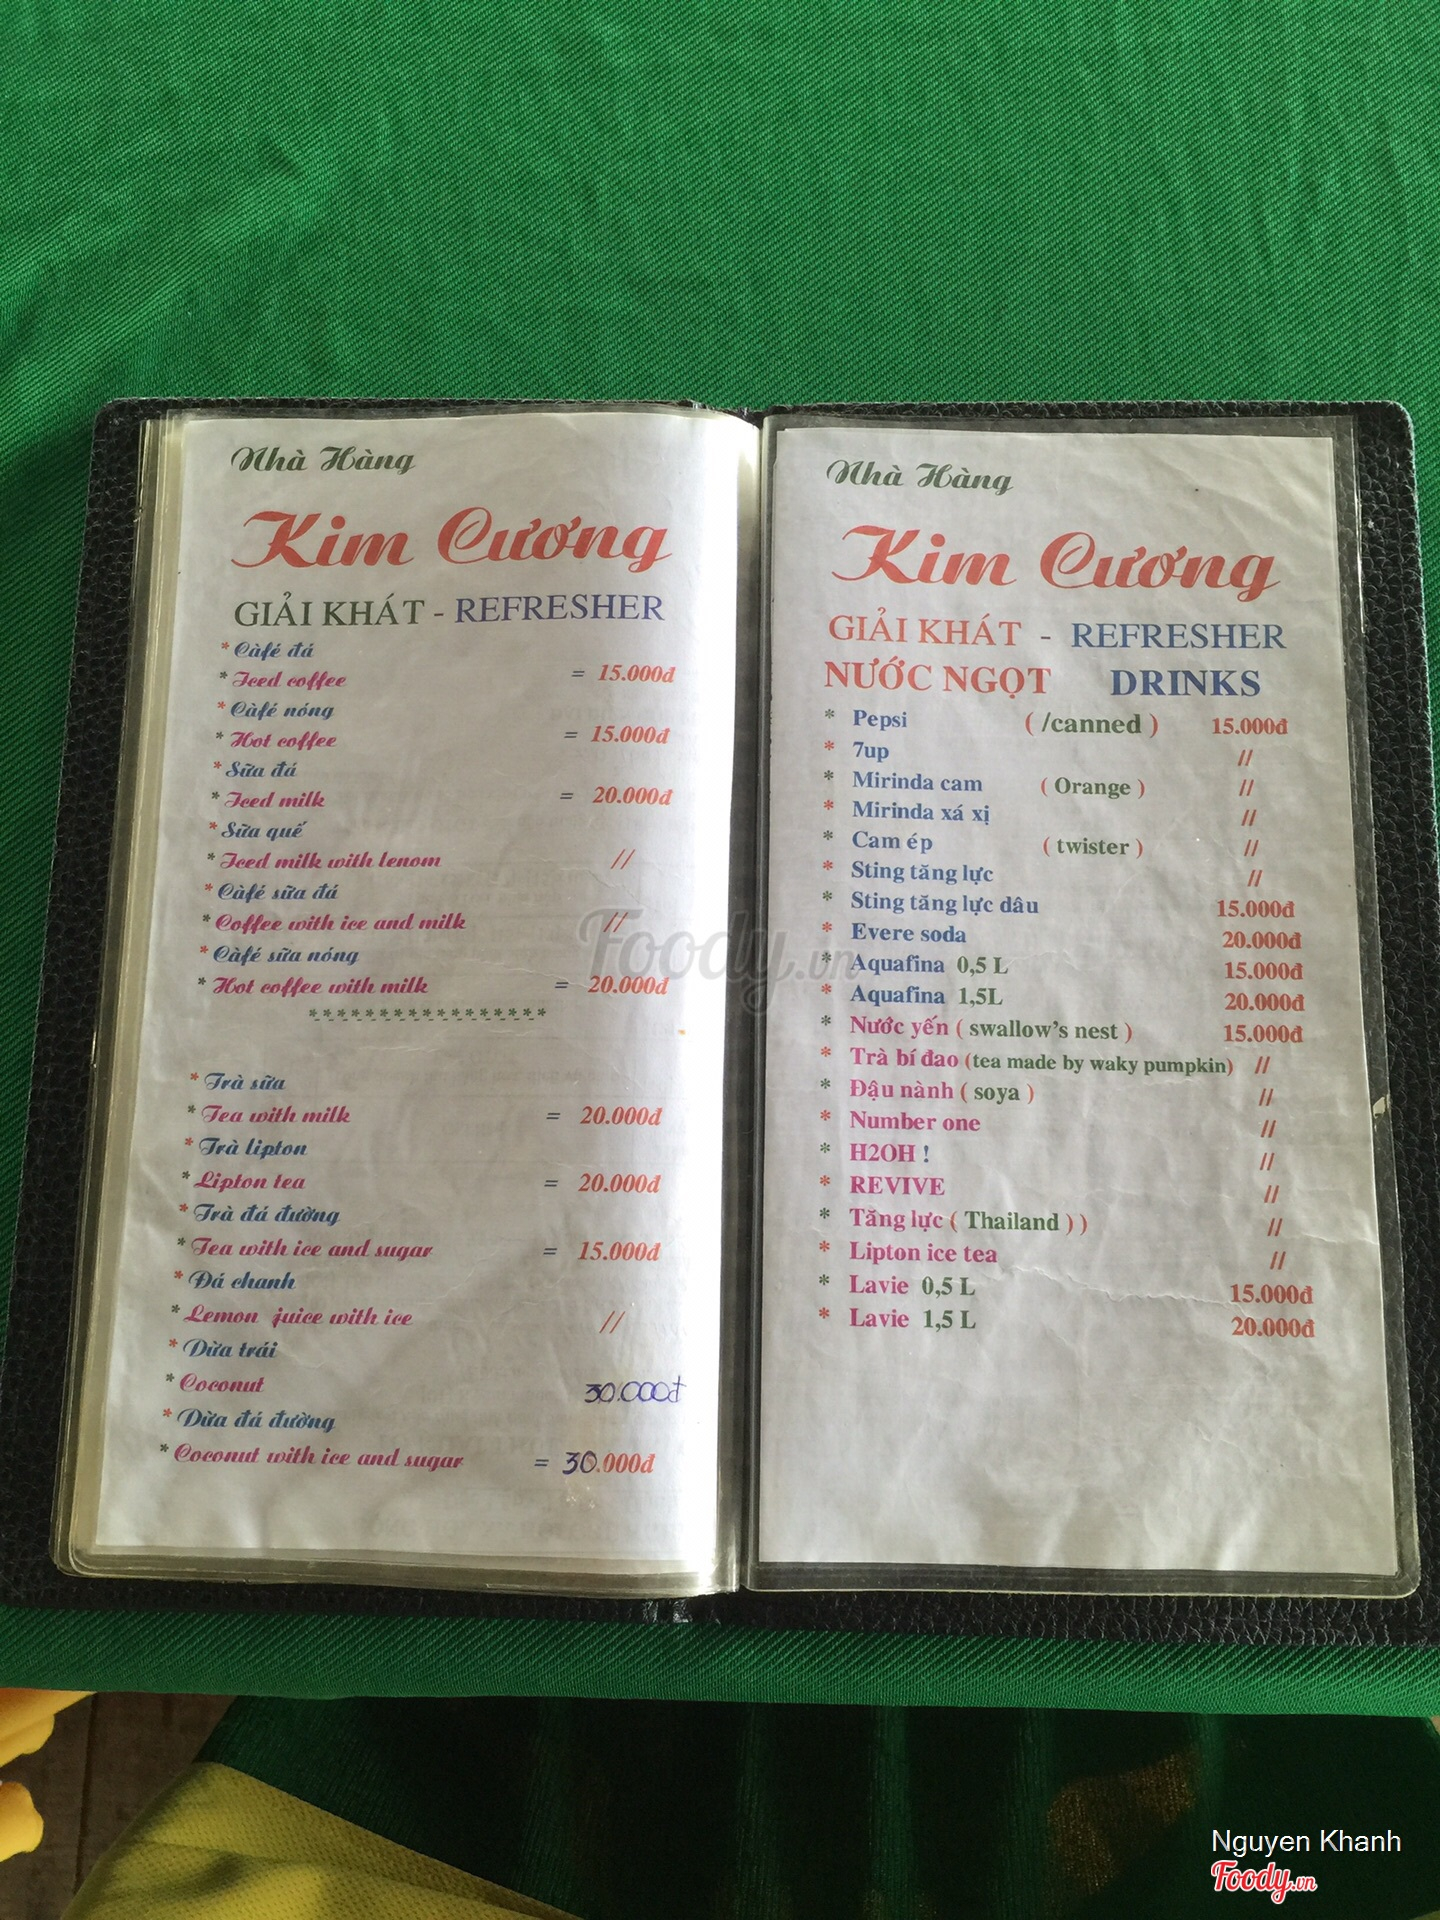 Nhà Hàng
Kim Cương
GIẢI KHÁT - REFRESHER
* Càfé đá
* Iced coffee = 15.000đ
* Càfé nóng
* Hot coffee = 15.000đ
* Sữa đá
* Iced milk = 20.000đ
* Sữa quế
* Iced milk with lenom //
* Càfé sữa đá
* Coffee with ice and milk //
* Càfé sữa nóng
* Hot coffee with milk = 20.000đ
*****************
* Trà sữa
* Tea with milk = 20.000đ
* Trà lipton
* Lipton tea = 20.000đ
* Trà đá đường
* Tea with ice and sugar = 15.000đ
* Đá chanh
* Lemon juice with ice //
* Dừa trái
* Coconut 30.000đ
* Dừa đá đường
* Coconut with ice and sugar = 30.000đ
Nhà Hàng
Kim Cương
GIẢI KHÁT - REFRESHER
NƯỚC NGỌT DRINKS
* Pepsi ( /canned ) 15.000đ
* 7up //
* Mirinda cam ( Orange ) //
* Mirinda xá xị //
* Cam ép ( twister ) //
* Sting tăng lực //
* Sting tăng lực dâu 15.000đ
* Evere soda 20.000đ
* Aquafina 0,5 L 15.000đ
* Aquafina 1,5L 20.000đ
* Nước yến ( swallow's nest ) 15.000đ
* Trà bí đao (tea made by waky pumpkin) //
* Đậu nành ( soya ) //
* Number one //
* H2OH ! //
* REVIVE //
* Tăng lực ( Thailand ) ) //
* Lipton ice tea //
* Lavie 0,5 L 15.000đ
* Lavie 1,5 L 20.000đ
Foody.vn
Nguyen Khanh
Foody.vn